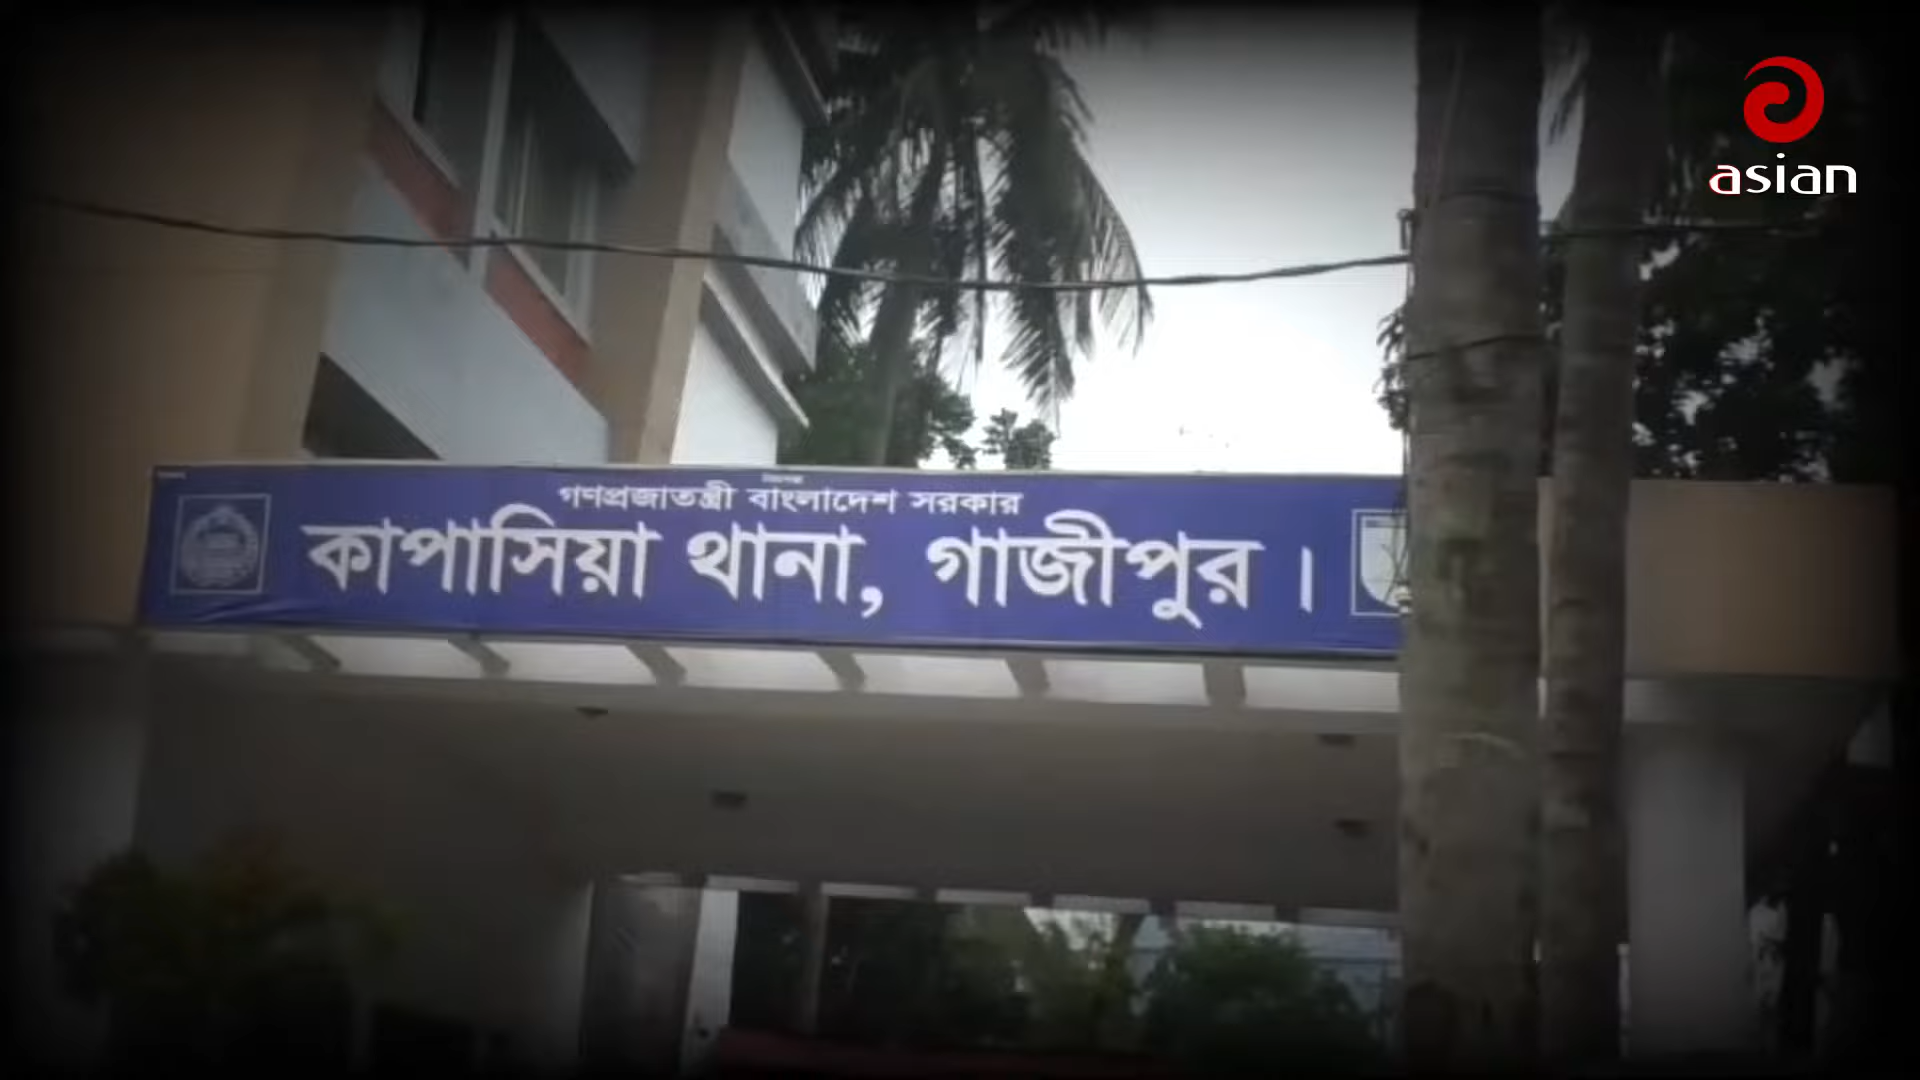 asian
গণপ্রজাতন্ত্রী বাংলাদেশ সরকার
কাপাসিয়া থানা, গাজীপুর।